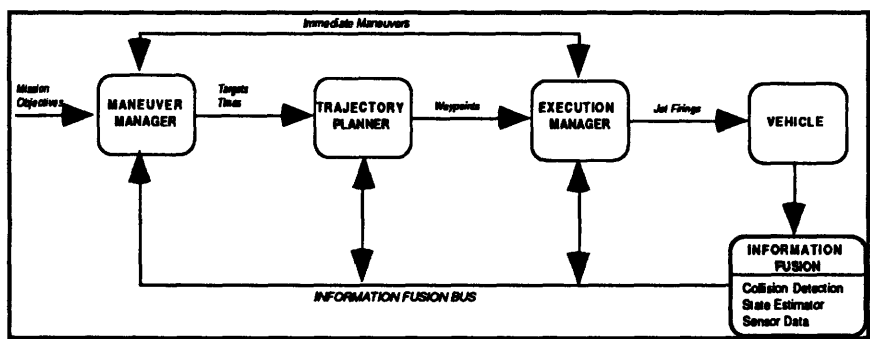 Immediate Maneuvers
Mission
Objectives
MANEUVER
MANAGER
Targets
Times
TRAJECTORY
PLANNER
Waypoints
EXECUTION
MANAGER
Jet Firings
VEHICLE
INFORMATION
FUSION
Collision Detection
State Estimator
Sensor Data
INFORMATION FUSION BUS